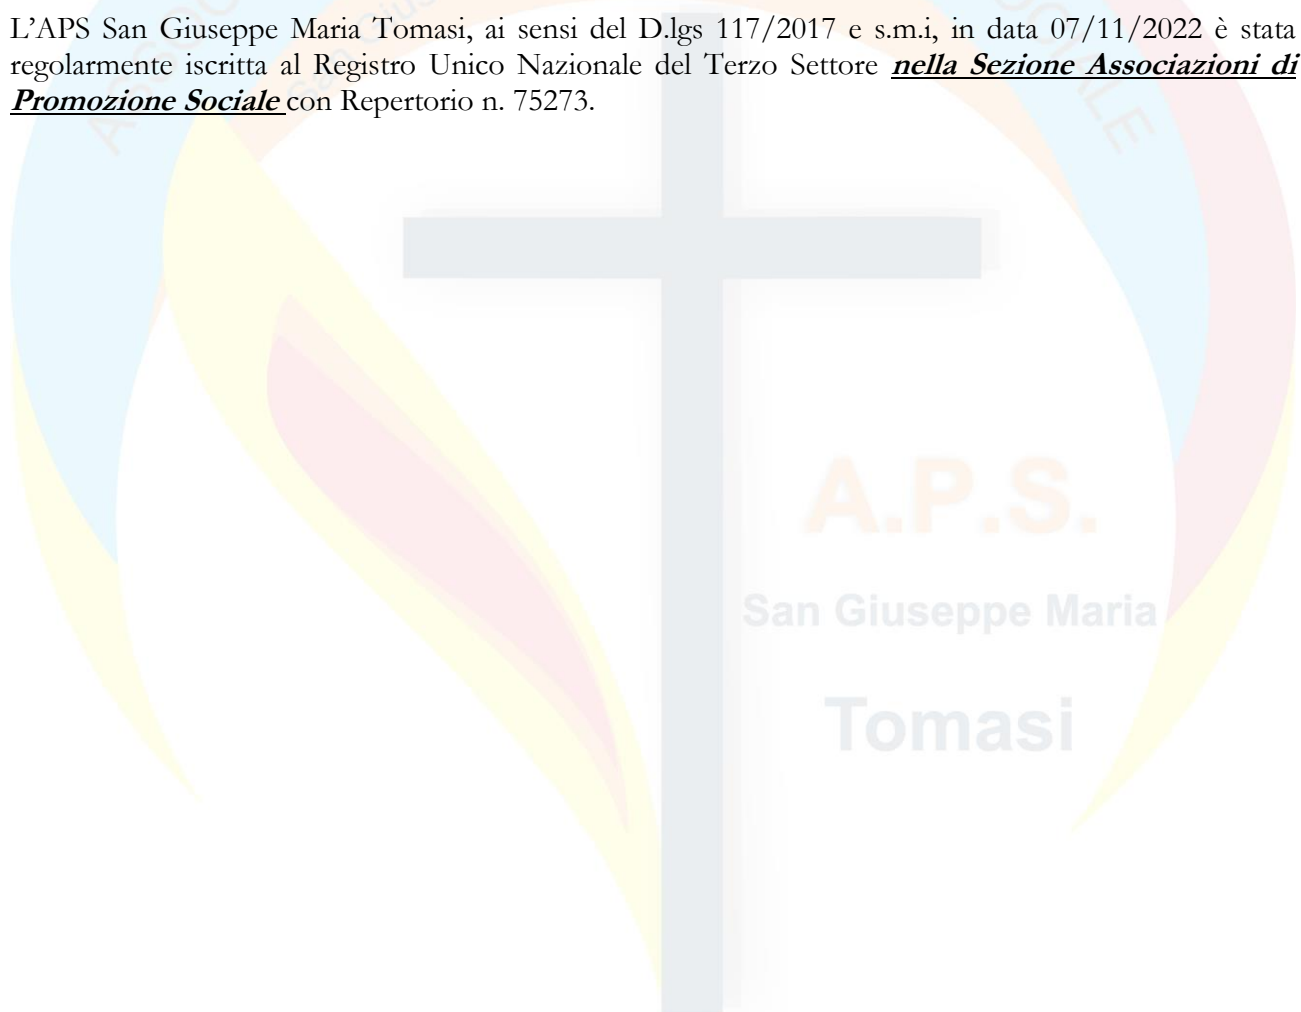 L’APS San Giuseppe Maria Tomasi, ai sensi del D.lgs 117/2017 e s.m.i, in data 07/11/2022 è stata
regolarmente iscritta al Registro Unico Nazionale del Terzo Settore nella Sezione Associazioni di
Promozione Sociale con Repertorio n. 75273.
A.P.S.
San Giuseppe Maria
Tomasi